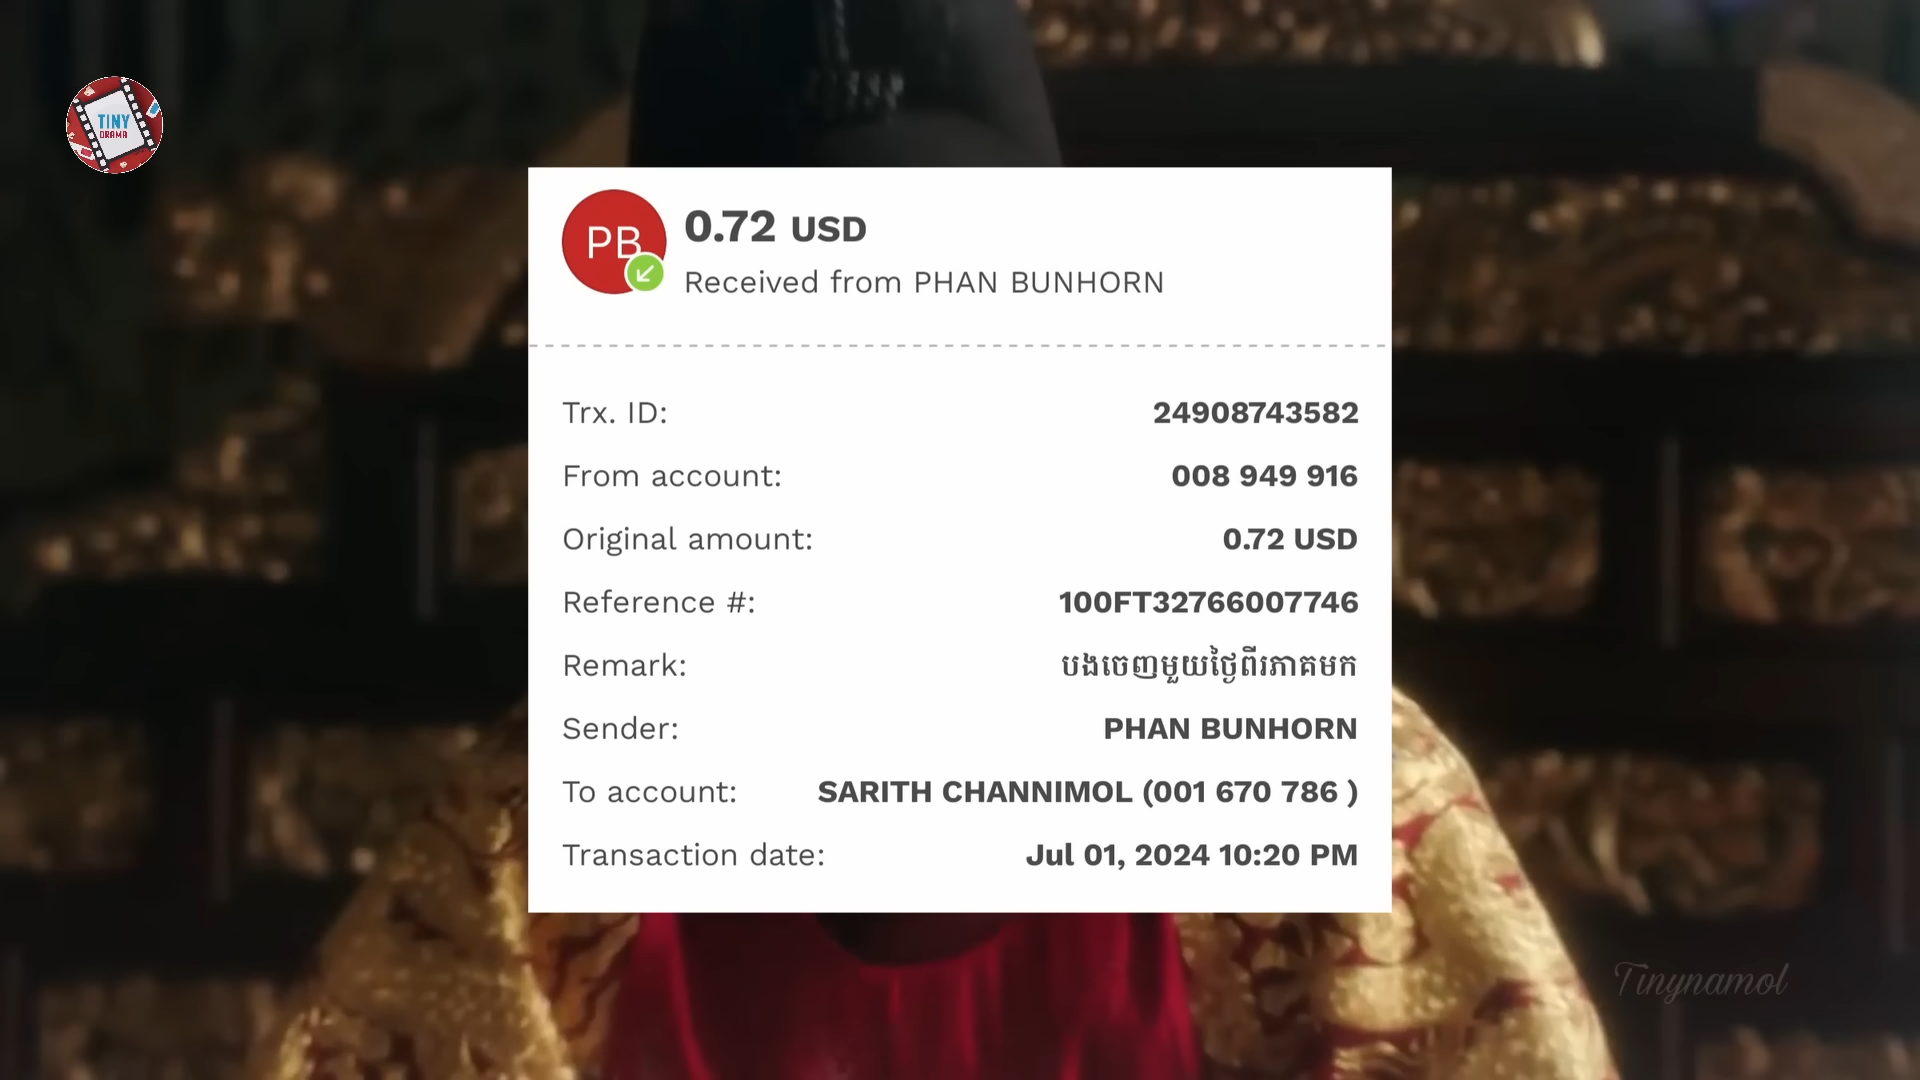 TINY
DRAMA
PB
0.72 USD
Received from PHAN BUNHORN
Trx. ID: 24908743582
From account: 008 949 916
Original amount: 0.72 USD
Reference #: 100FT32766007746
Remark: បងចេញមួយថ្ងៃពីរភាគមក
Sender: PHAN BUNHORN
To account: SARITH CHANNIMOL (001 670 786 )
Transaction date: Jul 01, 2024 10:20 PM
Tinynamol